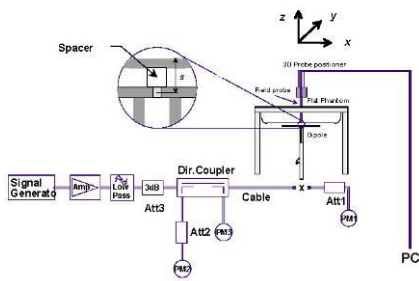 z
y
x
3D Probe positioner
Spacer
s
Field probe
Flat Phantom
Dipole
Dir.Coupler
Signal
Generato
Amp
Low
Pass
3dB
Cable
x
Att1
Att3
Att2
PM3
PM1
PM2
PC